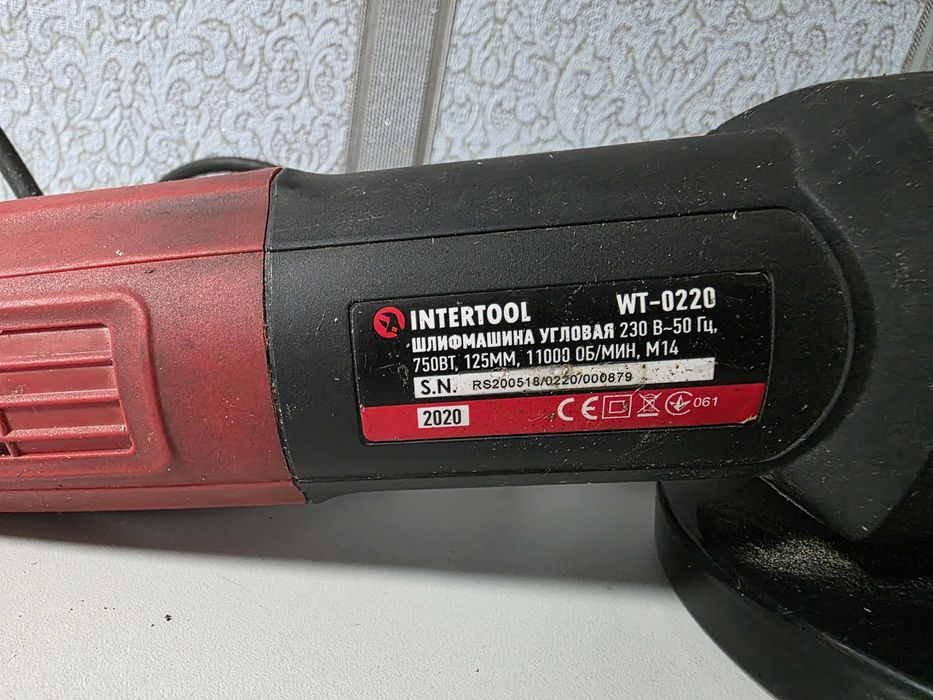 INTERTOOL WT-0220
ШЛИФМАШИНА УГЛОВАЯ 230 В~50 Гц,
750ВТ, 125ММ, 11000 ОБ/МИН, М14
S.N. RS200518/0220/000879
2020 CE 061